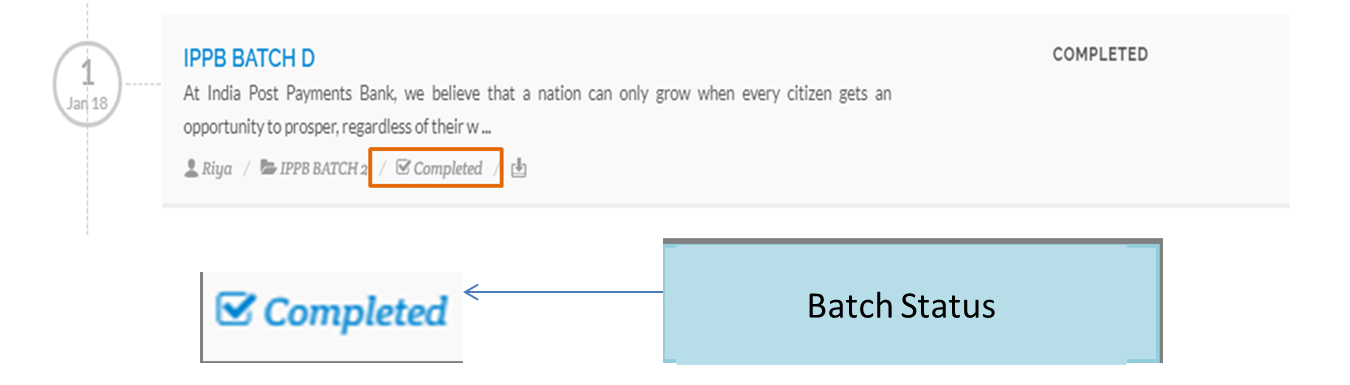 1
Jan 18
IPPB BATCH D
COMPLETED
At India Post Payments Bank, we believe that a nation can only grow when every citizen gets an
opportunity to prosper, regardless of their w ...
Riya / IPPB BATCH 2 / Completed /
Completed
Batch Status